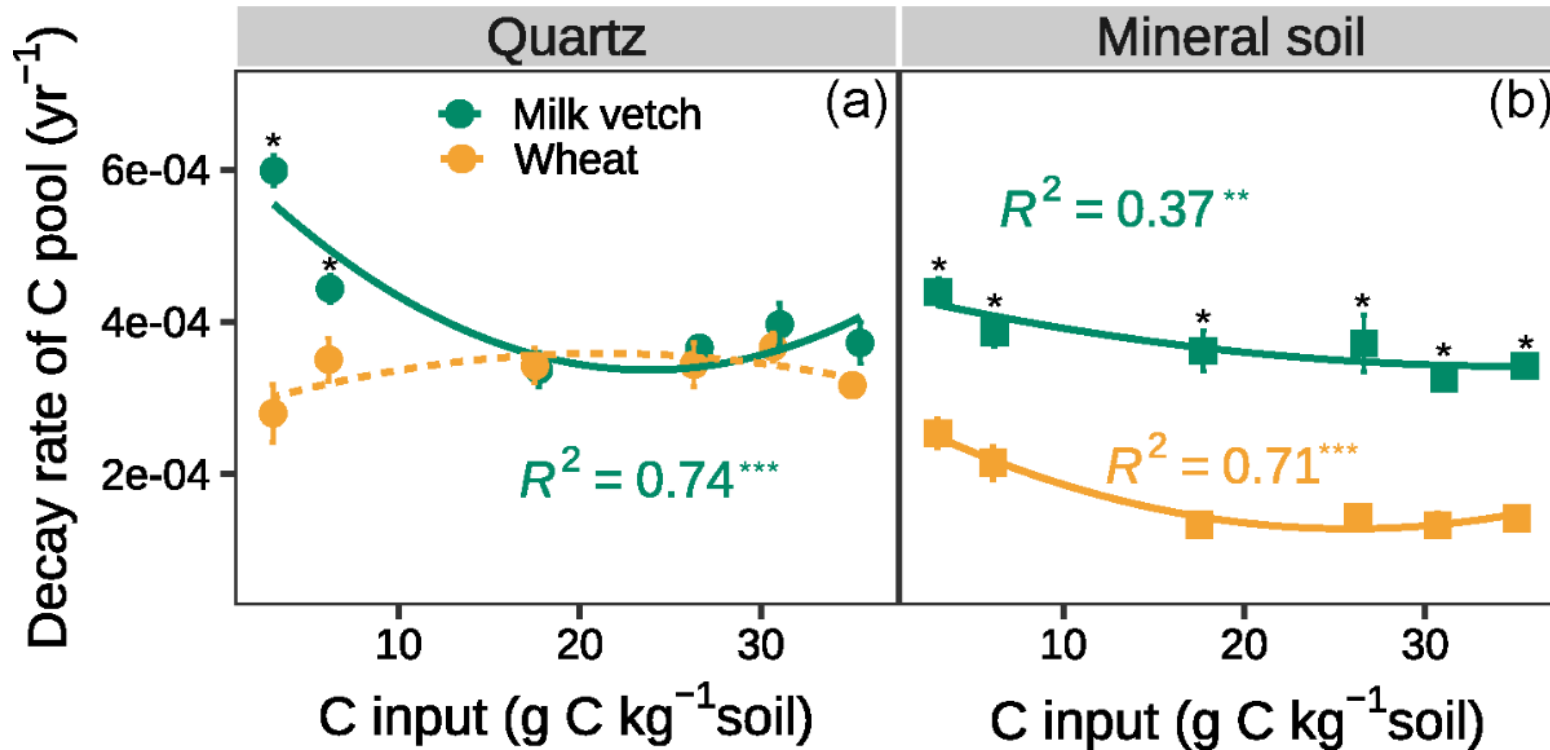 Quartz
Mineral soil
Decay rate of C pool (yr⁻¹)
6e-04
4e-04
2e-04
(a)
Milk vetch
Wheat
*
*
R² = 0.74***
(b)
R² = 0.37**
*
*
*
*
*
*
R² = 0.71***
10
20
30
10
20
30
C input (g C kg⁻¹soil)
C input (g C kg⁻¹soil)